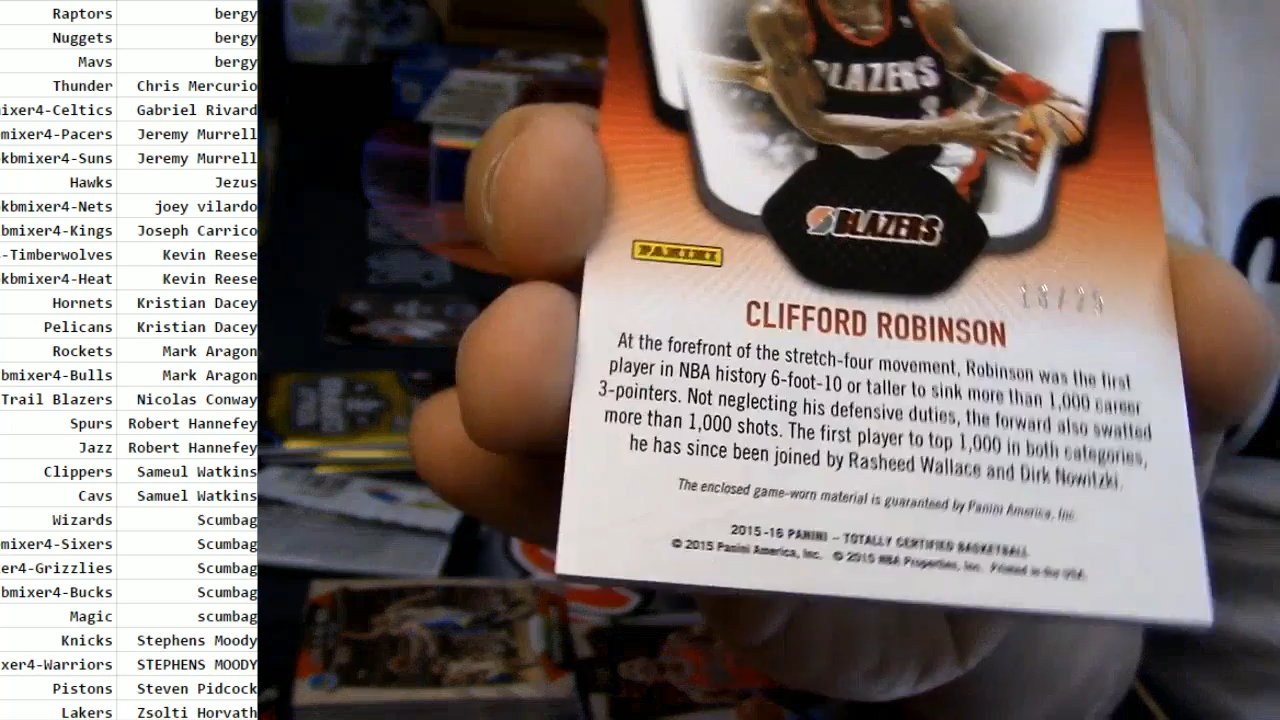 Raptors bergy
Nuggets bergy
Mavs bergy
Thunder Chris Mercurio
mixer4-Celtics Gabriel Rivard
mixer4-Pacers Jeremy Murrell
kbmixer4-Suns Jeremy Murrell
Hawks Jezus
kbmixer4-Nets joey vilardo
bmixer4-Kings Joseph Carrico
-Timberwolves Kevin Reese
kbmixer4-Heat Kevin Reese
Hornets Kristian Dacey
Pelicans Kristian Dacey
Rockets Mark Aragon
bmixer4-Bulls Mark Aragon
Trail Blazers Nicolas Conway
Spurs Robert Hannefey
Jazz Robert Hannefey
Clippers Sameul Watkins
Cavs Samuel Watkins
Wizards Scumbag
mixer4-Sixers Scumbag
er4-Grizzlies Scumbag
bmixer4-Bucks Scumbag
Magic scumbag
Knicks Stephens Moody
xer4-Warriors STEPHENS MOODY
Pistons Steven Pidcock
Lakers Zsolti Horvath
BLAZERS
BLAZERS
PANINI
CLIFFORD ROBINSON
At the forefront of the stretch-four movement, Robinson was the first
player in NBA history 6-foot-10 or taller to sink more than 1,000 career
3-pointers. Not neglecting his defensive duties, the forward also swatted
more than 1,000 shots. The first player to top 1,000 in both categories,
he has since been joined by Rasheed Wallace and Dirk Nowitzki.
The enclosed game-worn material is guaranteed by Panini America, Inc.
2015-16 PANINI – TOTALLY CERTIFIED BASKETBALL
© 2015 Panini America, Inc. © 2015 NBA Properties, Inc. Printed in the USA.